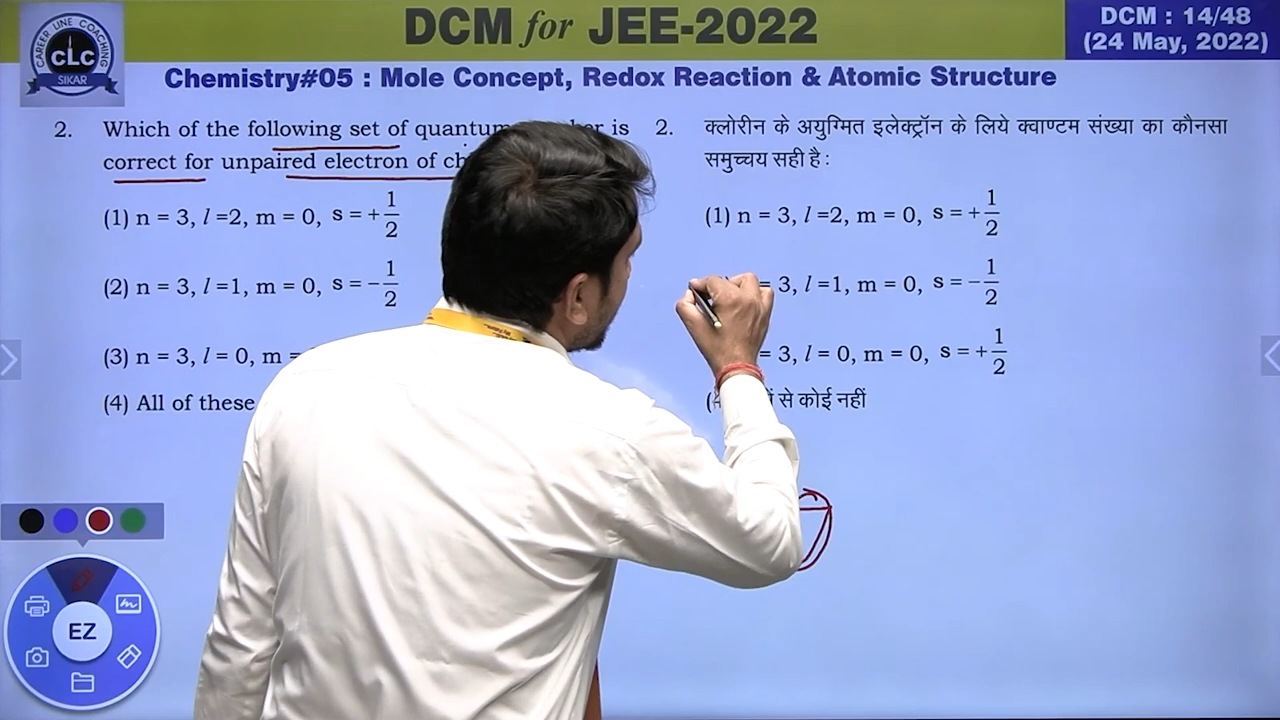 DCM for JEE-2022
DCM : 14/48
(24 May, 2022)
CAREER LINE COACHING
CLC
SIKAR
Chemistry#05 : Mole Concept, Redox Reaction & Atomic Structure
2. Which of the following set of quantum is
correct for unpaired electron of
(1) n = 3, l =2, m = 0, s = +1/2
(2) n = 3, l =1, m = 0, s = −1/2
(3) n = 3, l = 0, m =
(4) All of these
2. क्लोरीन के अयुग्मित इलेक्ट्रॉन के लिये क्वाण्टम संख्या का कौनसा
समुच्चय सही है :
(1) n = 3, l =2, m = 0, s = +1/2
= 3, l =1, m = 0, s = −1/2
= 3, l = 0, m = 0, s = +1/2
से कोई नहीं
EZ